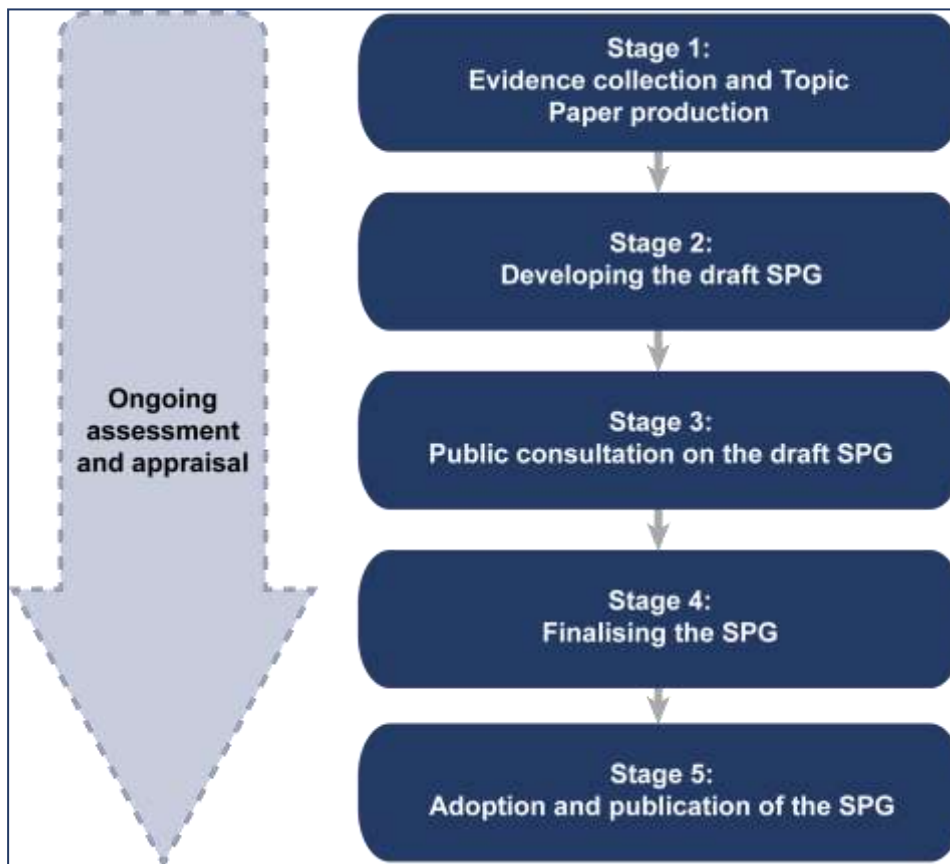 Stage 1:
Evidence collection and Topic
Paper production
Stage 2:
Developing the draft SPG
Ongoing
assessment
and appraisal
Stage 3:
Public consultation on the draft SPG
Stage 4:
Finalising the SPG
Stage 5:
Adoption and publication of the SPG